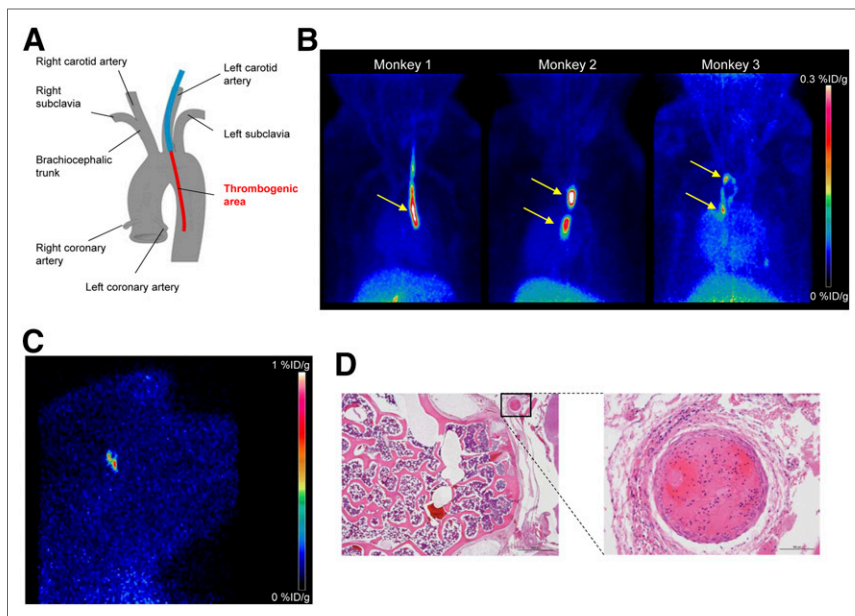 A
Right carotid artery
Left carotid
artery
Right
subclavia
Left subclavia
Brachiocephalic
trunk
Thrombogenic
area
Right coronary
artery
Left coronary artery
B
Monkey 1
Monkey 2
Monkey 3
0.3 %ID/g
0 %ID/g
C
1 %ID/g
0 %ID/g
D